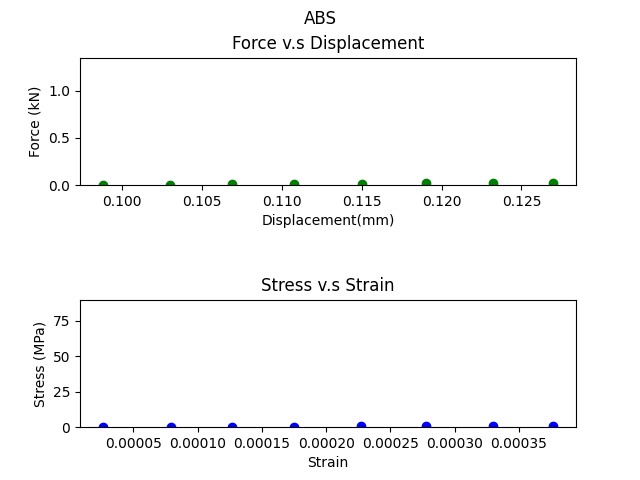 ABS
Force v.s Displacement
1.0
0.5
0.0
Force (kN)
0.100 0.105 0.110 0.115 0.120 0.125
Displacement(mm)
Stress v.s Strain
75
50
25
0
Stress (MPa)
0.00005 0.00010 0.00015 0.00020 0.00025 0.00030 0.00035
Strain